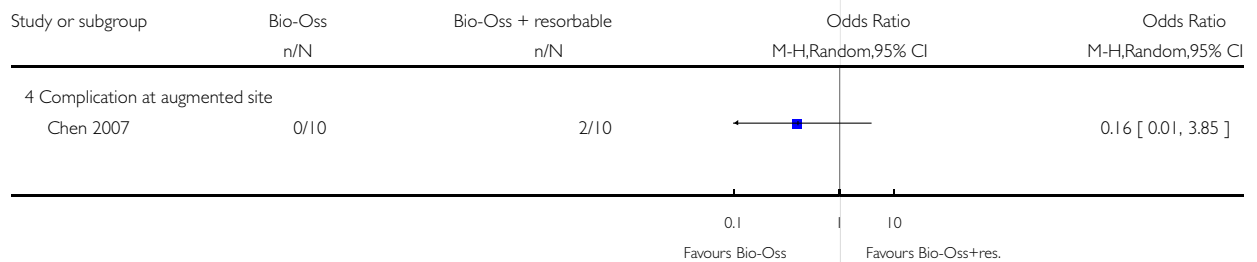 Study or subgroup Bio-Oss Bio-Oss + resorbable Odds Ratio Odds Ratio
n/N n/N M-H,Random,95% CI M-H,Random,95% CI
4 Complication at augmented site
Chen 2007 0/10 2/10 0.16 [ 0.01, 3.85 ]
0.1 1 10
Favours Bio-Oss Favours Bio-Oss+res.